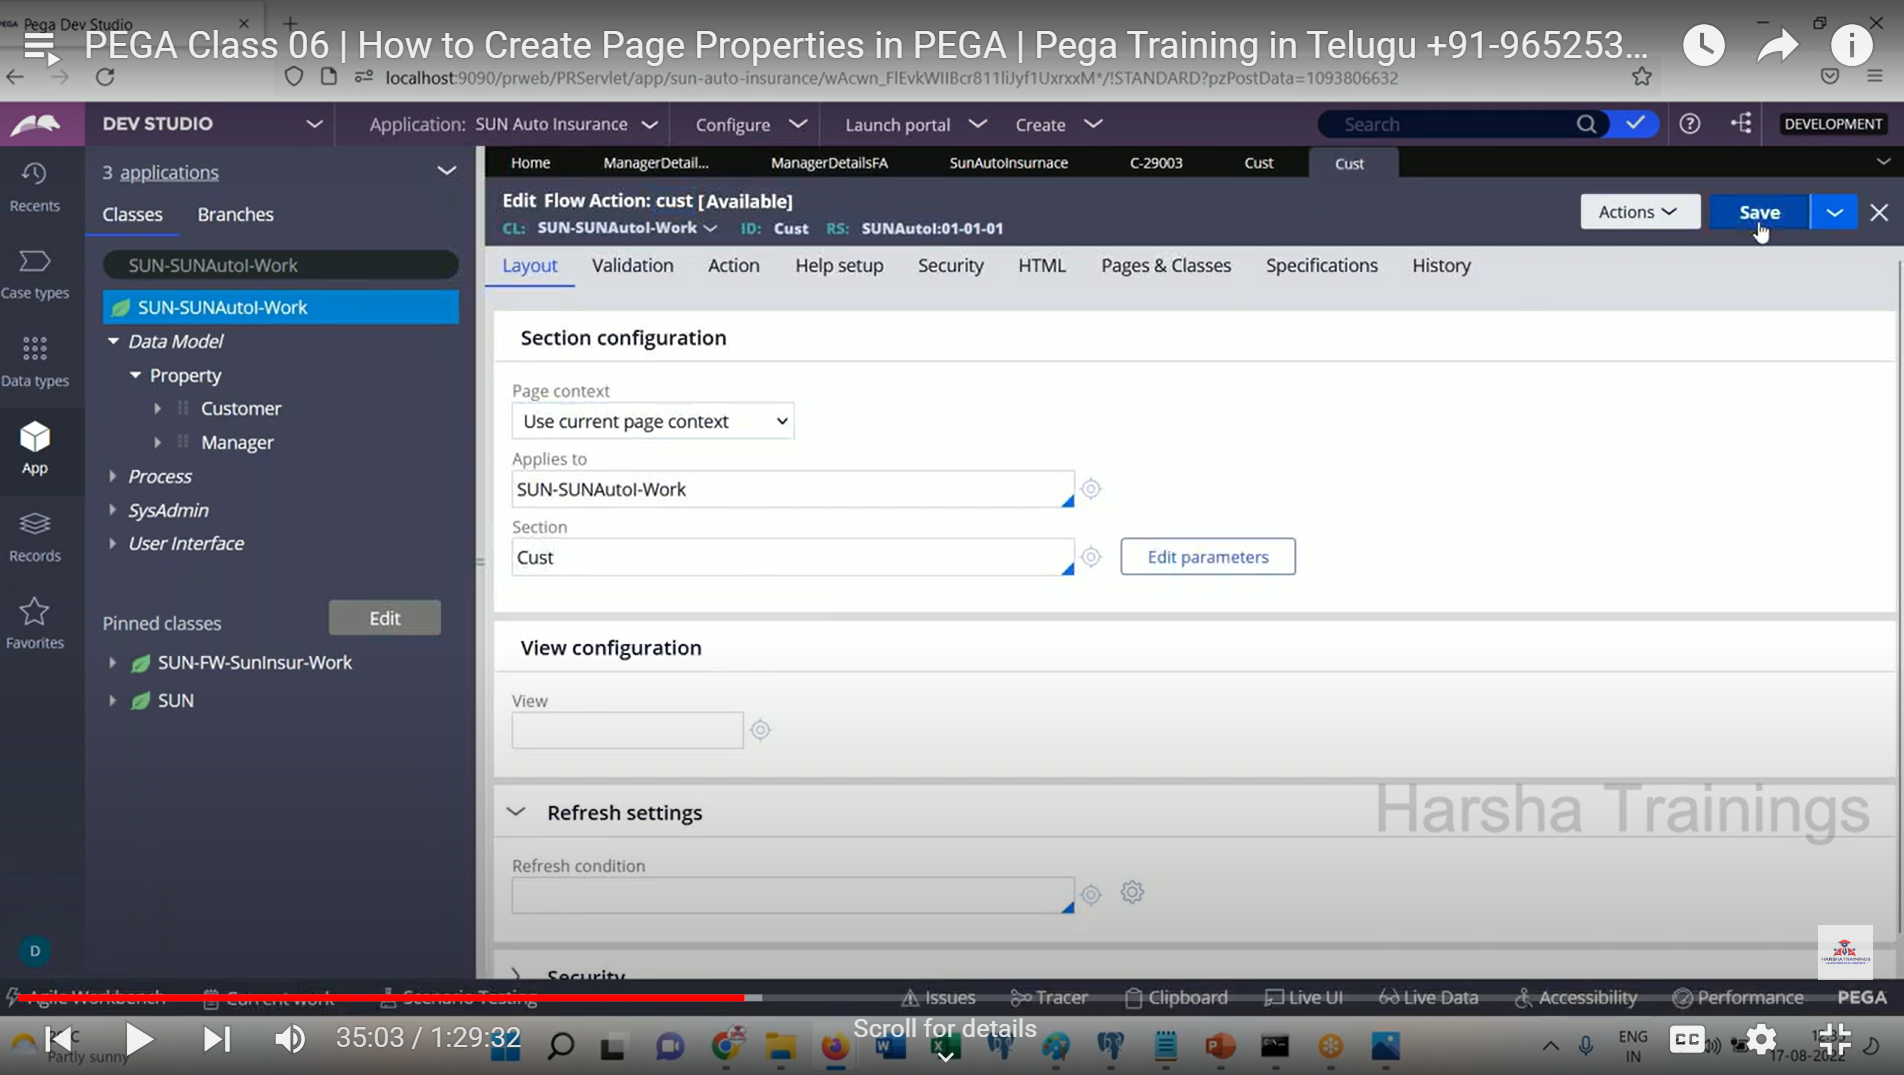 Pega Dev Studio
PEGA Class 06 | How to Create Page Properties in PEGA | Pega Training in Telugu +91-965253...
localhost:9090/prweb/PRServlet/app/sun-auto-insurance/wAcwn_FlEvkWIIBcr811liJyf1UxrxxM*/!STANDARD?pzPostData=1093806632
DEV STUDIO
Application: SUN Auto Insurance
Configure
Launch portal
Create
Search
DEVELOPMENT
Recents
Case types
Data types
App
Records
Favorites
D
3 applications
Classes
Branches
SUN-SUNAutoI-Work
SUN-SUNAutoI-Work
Data Model
Property
Customer
Manager
Process
SysAdmin
User Interface
Pinned classes
Edit
SUN-FW-SunInsur-Work
SUN
Home
ManagerDetail...
ManagerDetailsFA
SunAutoInsurnace
C-29003
Cust
Cust
Edit Flow Action: cust [Available]
CL: SUN-SUNAutoI-Work ID: Cust RS: SUNAutoI:01-01-01
Actions
Save
Layout
Validation
Action
Help setup
Security
HTML
Pages & Classes
Specifications
History
Section configuration
Page context
Use current page context
Applies to
SUN-SUNAutoI-Work
Section
Cust
Edit parameters
View configuration
View
Refresh settings
Refresh condition
Security
Harsha Trainings
HARSHA TRAININGS
Agile Workbench
Current work
Scenario Testing
Issues
Tracer
Clipboard
Live UI
Live Data
Accessibility
Performance
PEGA
35:03 / 1:29:32
Partly sunny
Scroll for details
ENG
IN
CC
17-08-2022